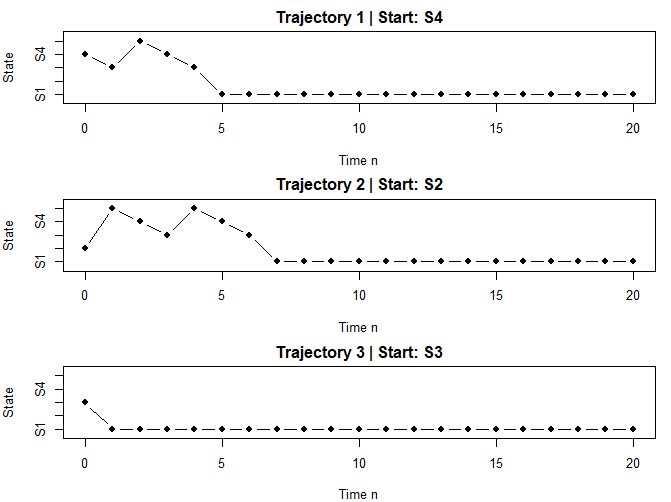 Trajectory 1 | Start: S4
State
S4
S1
0 5 10 15 20
Time n
Trajectory 2 | Start: S2
State
S4
S1
0 5 10 15 20
Time n
Trajectory 3 | Start: S3
State
S4
S1
0 5 10 15 20
Time n